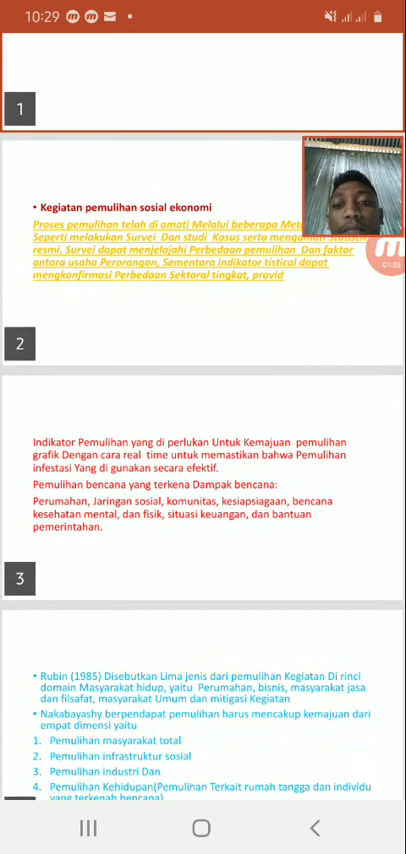 10:29
1
• Kegiatan pemulihan sosial ekonomi
Proses pemulihan telah di amati Melalui beberapa
Seperti melakukan Survei Dan studi Kasus serta
resmi. Survei dapat menjelajahi Perbedaan pemulihan Dan faktor
antara usaha Perorangan, Sementara indikator tistical dapat
mengkonfirmasi Perbedaan Sektoral tingkat, provid
01:02
2
Indikator Pemulihan yang di perlukan Untuk Kemajuan pemulihan
grafik Dengan cara real time untuk memastikan bahwa Pemulihan
infestasi Yang di gunakan secara efektif.
Pemulihan bencana yang terkena Dampak bencana:
Perumahan, Jaringan sosial, komunitas, kesiapsiagaan, bencana
kesehatan mental, dan fisik, situasi keuangan, dan bantuan
pemerintahan.
3
• Rubin (1985) Disebutkan Lima jenis dari pemulihan Kegiatan Di rinci
domain Masyarakat hidup, yaitu Perumahan, bisnis, masyarakat jasa
dan filsafat, masyarakat Umum dan mitigasi Kegiatan
• Nakabayashy berpendapat pemulihan harus mencakup kemajuan dari
empat dimensi yaitu
1. Pemulihan masyarakat total
2. Pemulihan infrastruktur sosial
3. Pemulihan industri Dan
4. Pemulihan Kehidupan(Pemulihan Terkait rumah tangga dan individu
yang terkenah bencana)